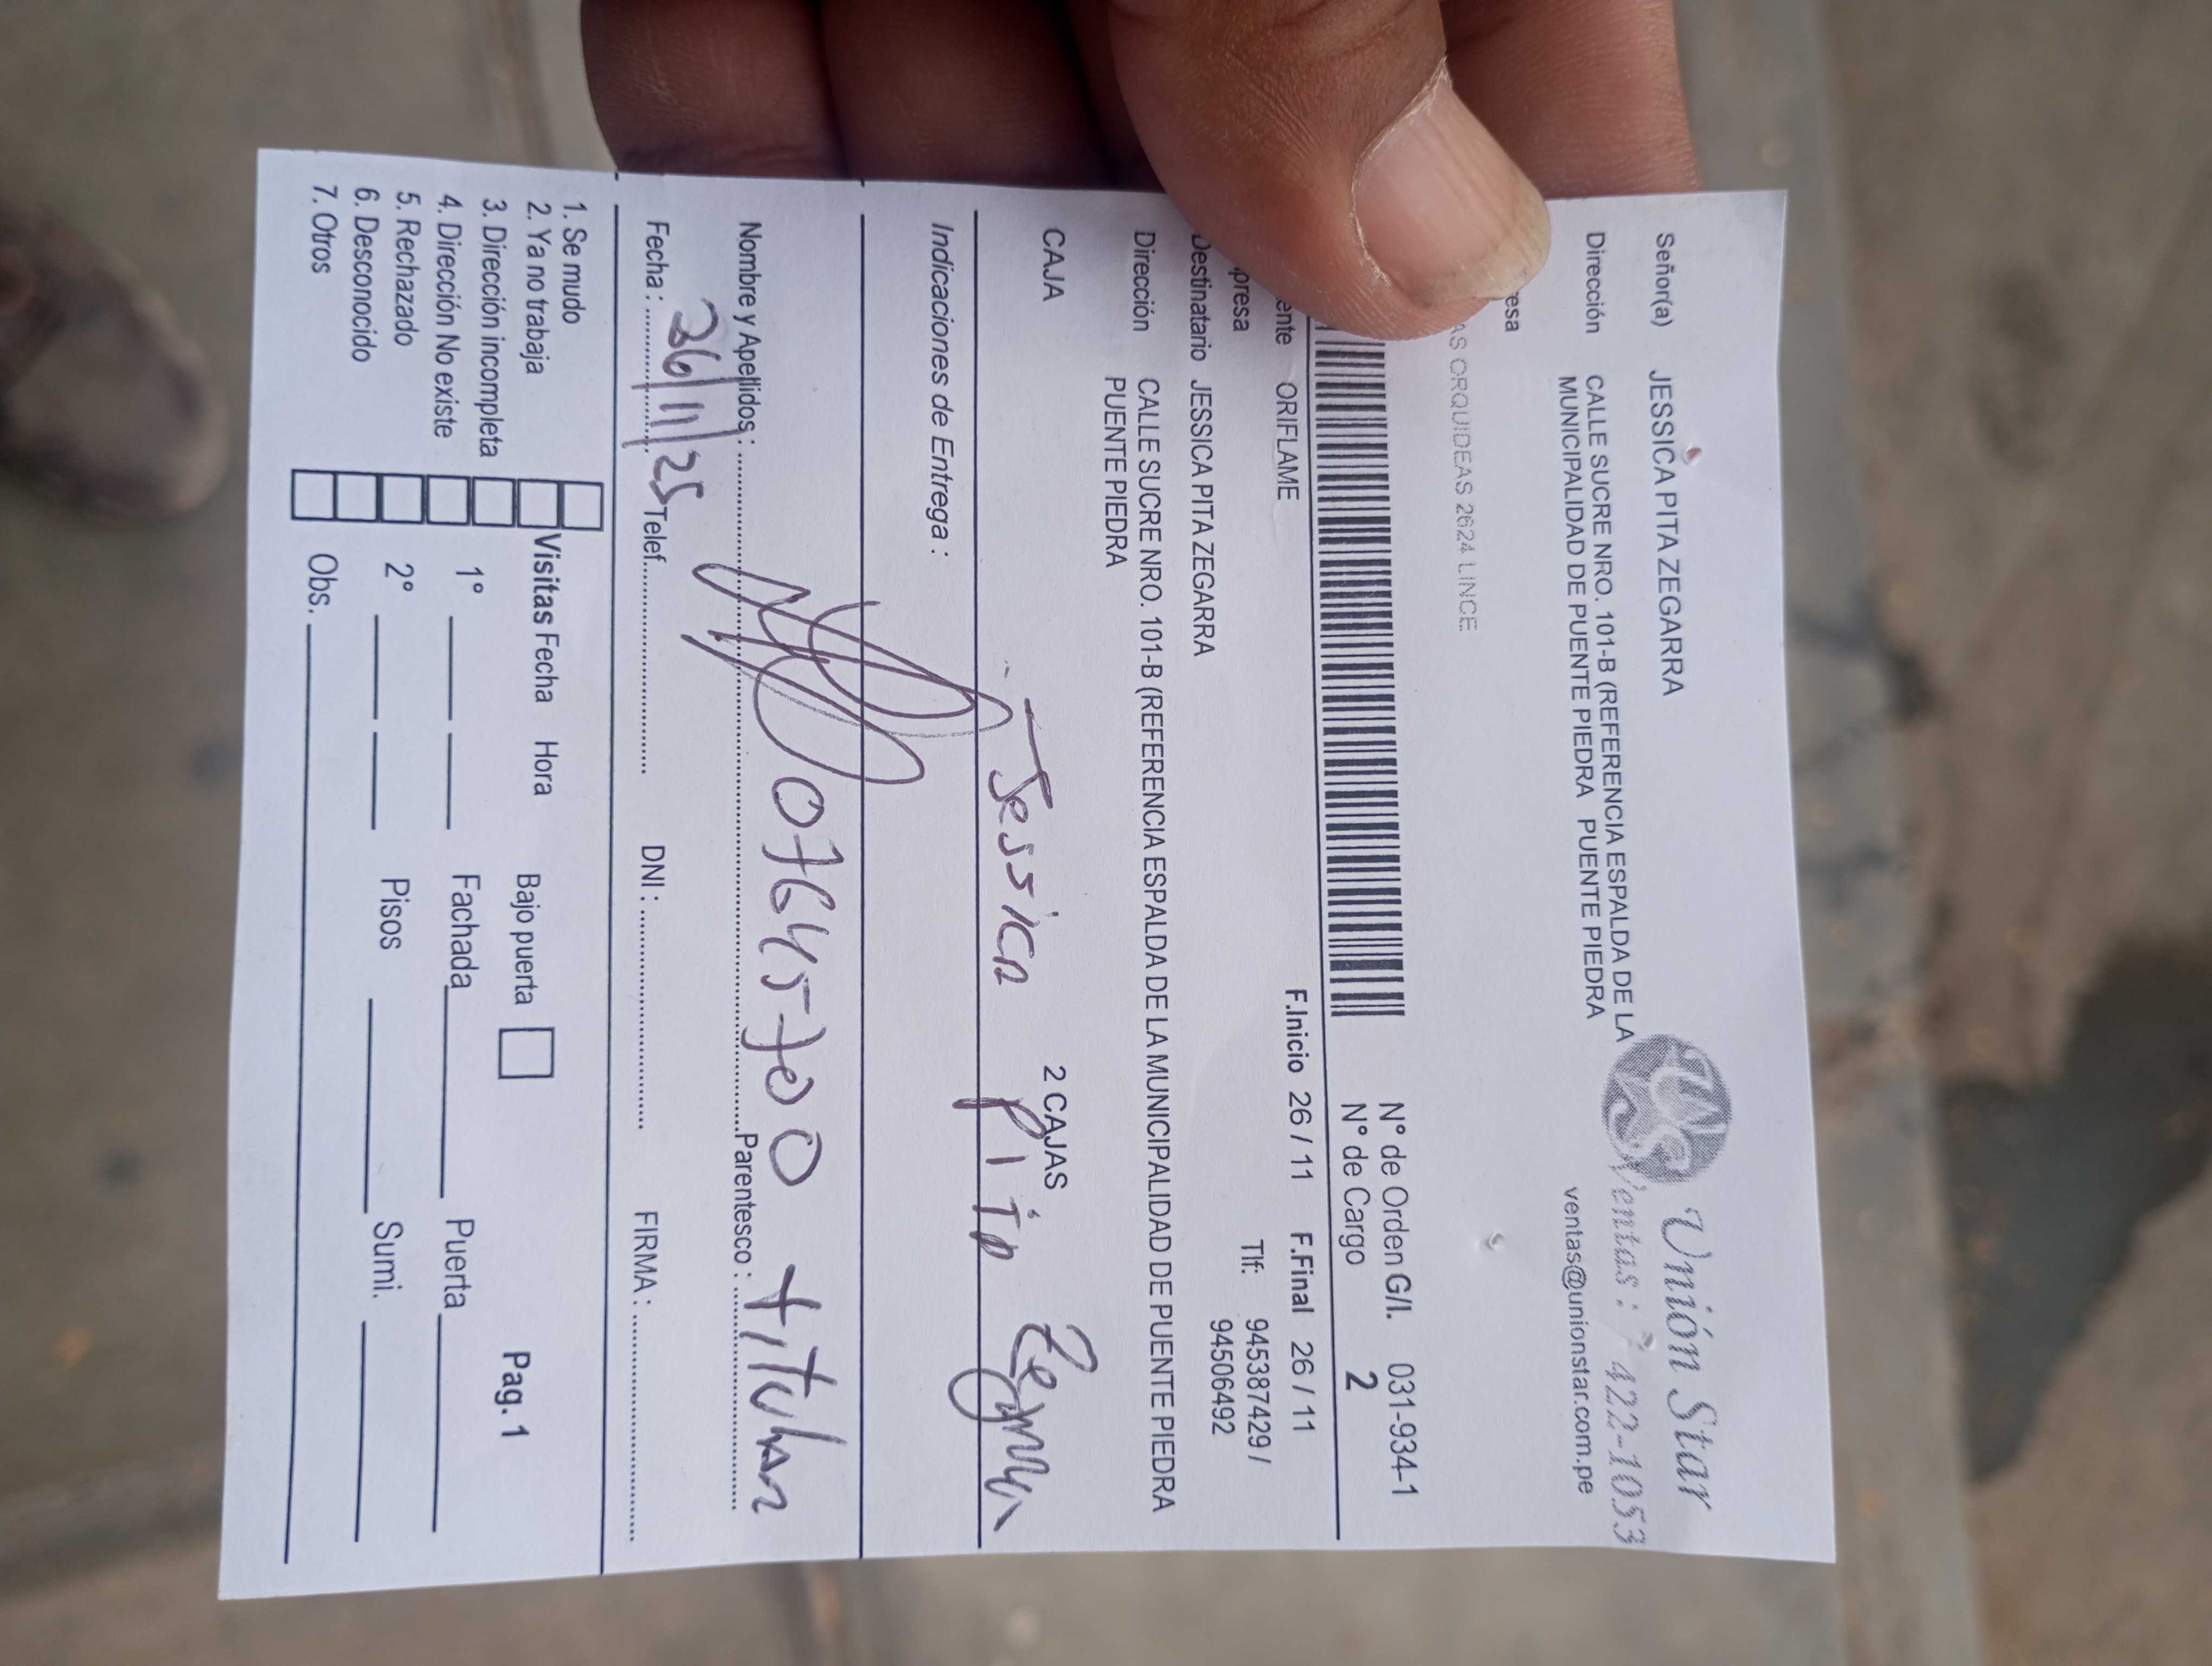 Unión Star
Señor(a) JESSICA PITA ZEGARRA
Ventas: 422-1053
Dirección CALLE SUCRE NRO. 101-B (REFERENCIA ESPALDA DE LA
MUNICIPALIDAD DE PUENTE PIEDRA PUENTE PIEDRA
ventas@unionstar.com.pe
esa
AS ORQUIDEAS 2624 LINCE
N° de Orden G/I. 031-934-1
N° de Cargo 2
ente ORIFLAME F.Inicio 26 / 11 F.Final 26 / 11
presa Tlf: 945387429 /
94506492
Destinatario JESSICA PITA ZEGARRA
Dirección CALLE SUCRE NRO. 101-B (REFERENCIA ESPALDA DE LA MUNICIPALIDAD DE PUENTE PIEDRA
PUENTE PIEDRA
CAJA 2 CAJAS
Jessica Pita Zegarra
Indicaciones de Entrega :
07645700 titular
Nombre y Apellidos : Parentesco :
Fecha : 26/11/25 Telef. DNI : FIRMA :
1. Se mudo
2. Ya no trabaja Visitas Fecha Hora Bajo puerta Pag. 1
3. Dirección incompleta
4. Dirección No existe 1° Fachada Puerta
5. Rechazado 2° Pisos Sumi.
6. Desconocido
7. Otros Obs.